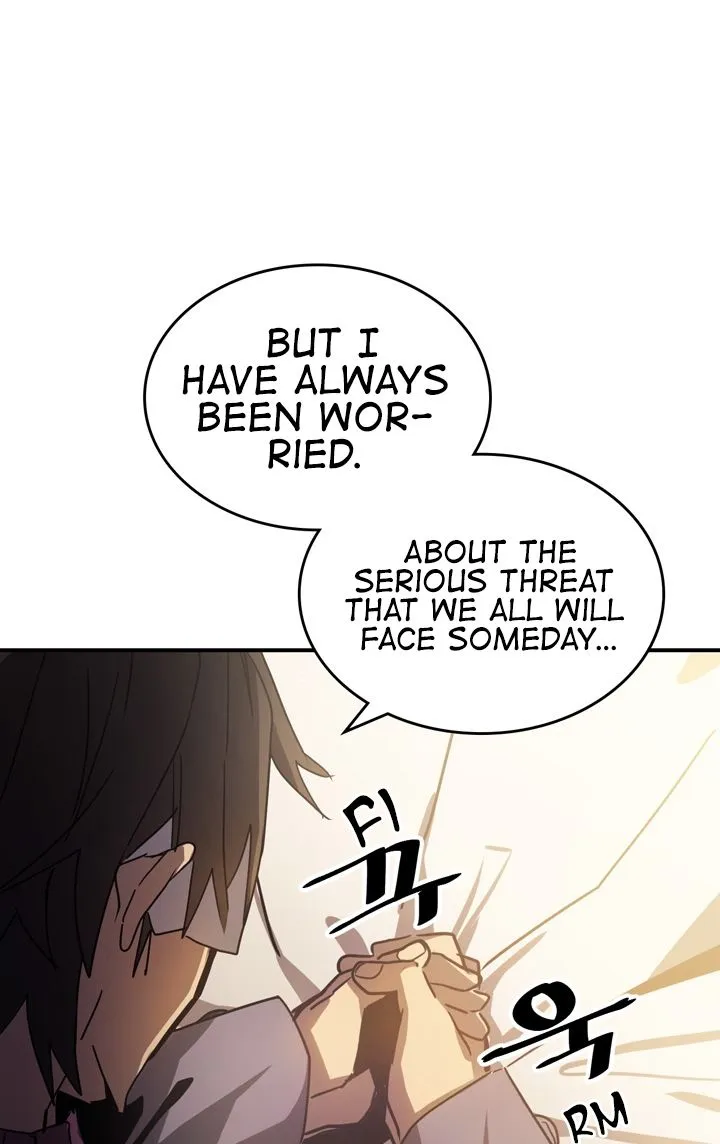 BUT I
HAVE ALWAYS
BEEN WOR-
RIED.
ABOUT THE
SERIOUS THREAT
THAT WE ALL WILL
FACE SOMEDAY...
FI
꾸
욱
RM